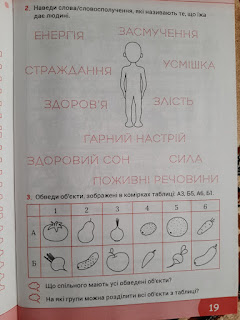 2. Наведи слова/словосполучення, які називають те, що їжа
дає людині.
ЕНЕРГІЯ
ЗАСМУЧЕННЯ
СТРАЖДАННЯ
УСМІШКА
ЗДОРОВ'Я
ЗЛІСТЬ
ГАРНИЙ НАСТРІЙ
ЗДОРОВИЙ СОН
СИЛА
ПОЖИВНІ РЕЧОВИНИ
3. Обведи об'єкти, зображені в комірках таблиці: А3, Б5, А6, Б1.
1 2 3 4 5 6
А
Б
Що спільного мають усі обведені об'єкти?
На які групи можна розділити всі об'єкти з таблиці?
19